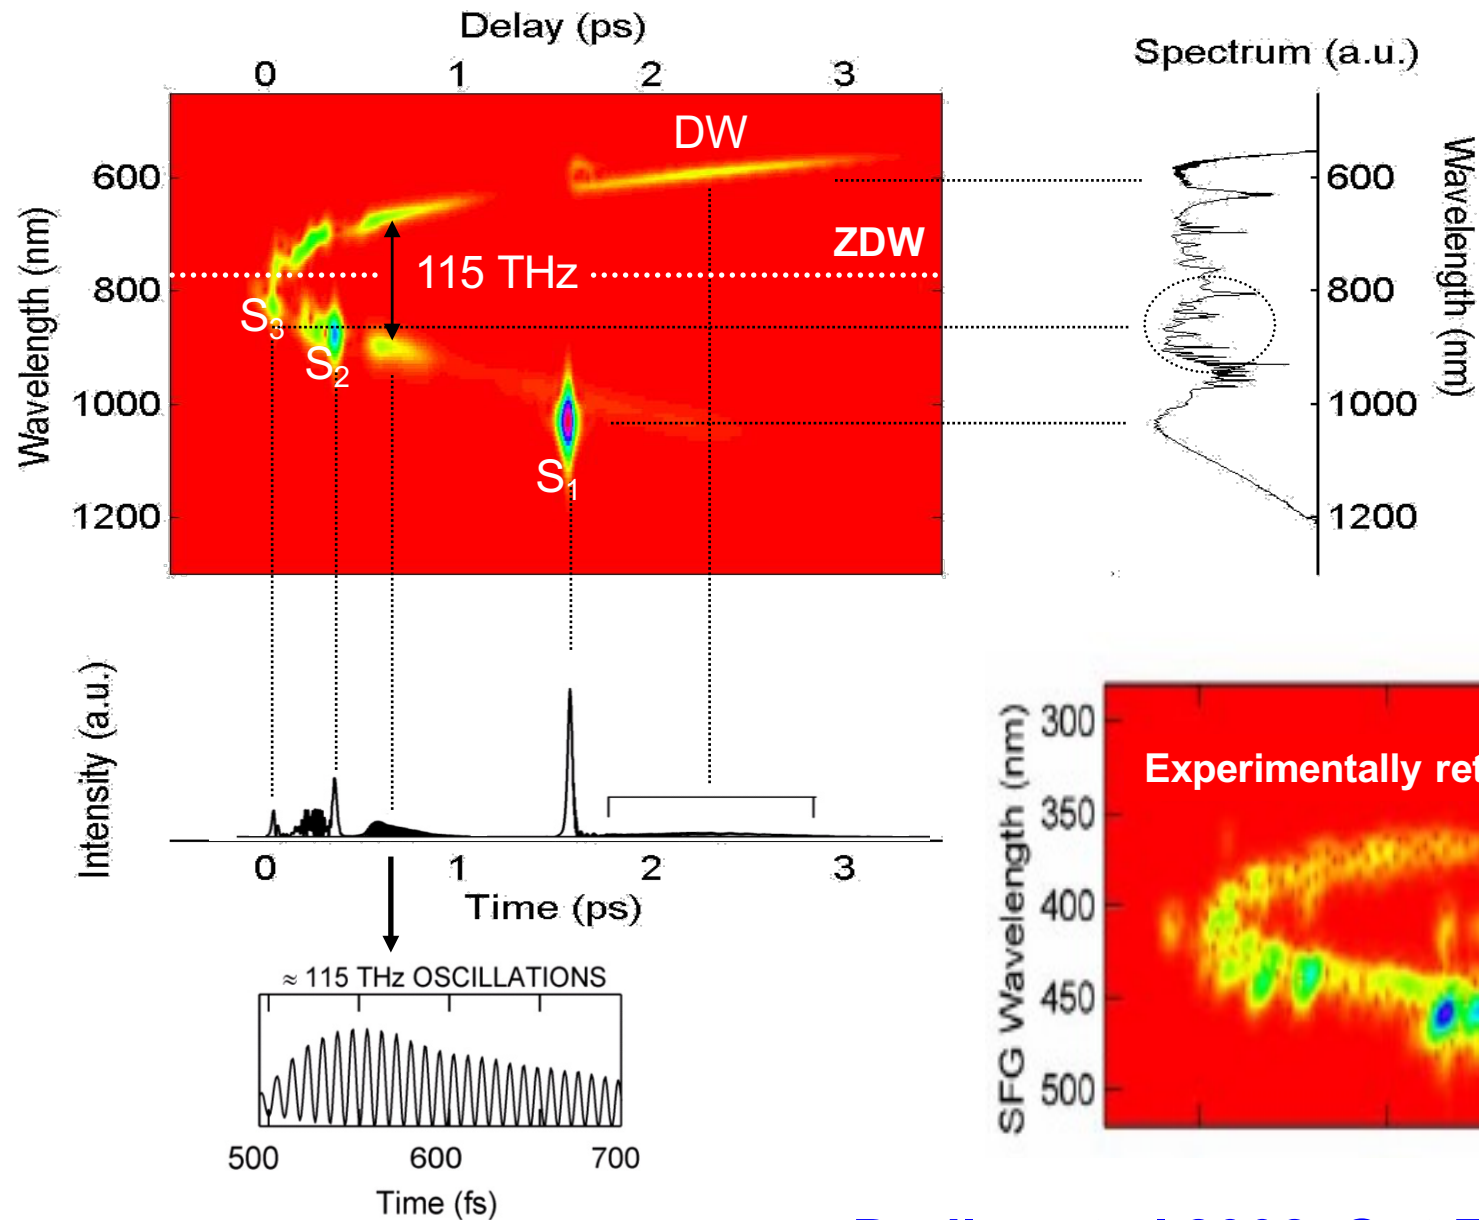 Delay (ps)
0 1 2 3
Spectrum (a.u.)
Wavelength (nm)
600
800
1000
1200
DW
ZDW
115 THz
S3
S2
S1
600
800
1000
1200
Wavelength (nm)
Intensity (a.u.)
0 1 2 3
Time (ps)
≈ 115 THz OSCILLATIONS
500 600 700
Time (fs)
SFG Wavelength (nm)
300
350
400
450
500
Experimentally